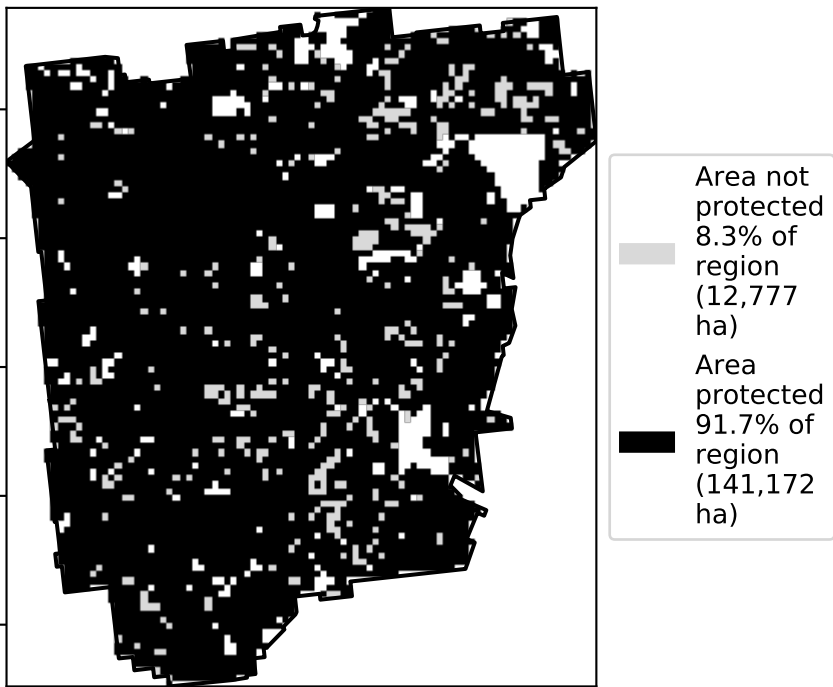 Area not
protected
8.3% of
region
(12,777
ha)
Area
protected
91.7% of
region
(141,172
ha)